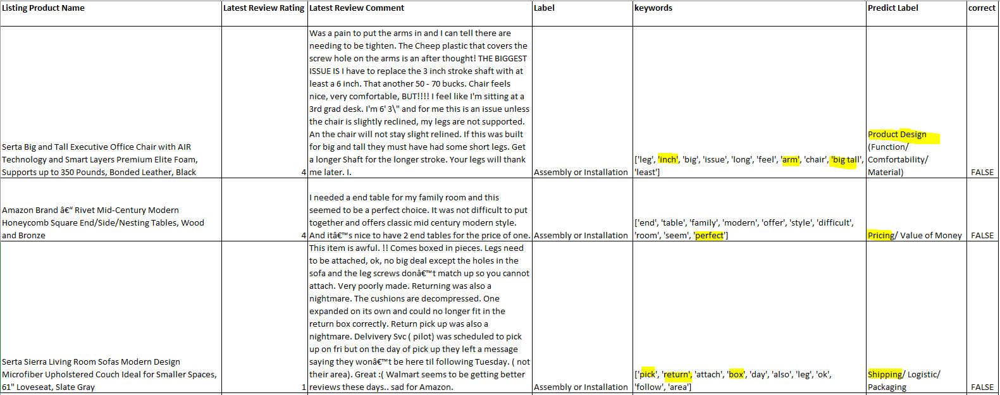 Listing Product Name
Latest Review Rating
Latest Review Comment
Label
keywords
Predict Label
correct
Serta Big and Tall Executive Office Chair with AIR
Technology and Smart Layers Premium Elite Foam,
Supports up to 350 Pounds, Bonded Leather, Black
4
Was a pain to put the arms in and I can tell there are
needing to be tighten. The Cheep plastic that covers the
screw hole on the arms is an after thought! THE BIGGEST
ISSUE IS I have to replace the 3 inch stroke shaft with at
least a 6 inch. That another 50 - 70 bucks. Chair feels
nice, very comfortable, BUT!!!! I feel like I'm sitting at a
3rd grad desk. I'm 6' 3\" and for me this is an issue unless
the chair is slightly reclined, my legs are not supported.
An the chair will not stay slight relined. If this was built
for big and tall they must have had some short legs. Get
a longer Shaft for the longer stroke. Your legs will thank
me later. I.
Assembly or Installation
['leg', 'inch', 'big', 'issue', 'long', 'feel', 'arm', 'chair', 'big tall',
'least']
Product Design
(Function/
Comfortability/
Material)
FALSE
Amazon Brand â€“ Rivet Mid-Century Modern
Honeycomb Square End/Side/Nesting Tables, Wood
and Bronze
4
I needed a end table for my family room and this
seemed to be a perfect choice. It was not difficult to put
together and offers classic mid century modern style.
And itâ€™s nice to have 2 end tables for the price of one.
Assembly or Installation
['end', 'table', 'family', 'modern', 'offer', 'style', 'difficult',
'room', 'seem', 'perfect']
Pricing/ Value of Money
FALSE
Serta Sierra Living Room Sofas Modern Design
Microfiber Upholstered Couch Ideal for Smaller Spaces,
61" Loveseat, Slate Gray
1
This item is awful. !! Comes boxed in pieces. Legs need
to be attached, ok, no big deal except the holes in the
sofa and the leg screws donâ€™t match up so you cannot
attach. Very poorly made. Returning was also a
nightmare. The cushions are decompressed. One
expanded on its own and could no longer fit in the
return box correctly. Return pick up was also a
nightmare. Delvivery Svc ( pilot) was scheduled to pick
up on fri but on the day of pick up they left a message
saying they wonâ€™t be here til following Tuesday. ( not
their area). Great :( Walmart seems to be getting better
reviews these days.. sad for Amazon.
Assembly or Installation
['pick', 'return', 'attach', 'box', 'day', 'also', 'leg', 'ok',
'follow', 'area']
Shipping/ Logistic/
Packaging
FALSE